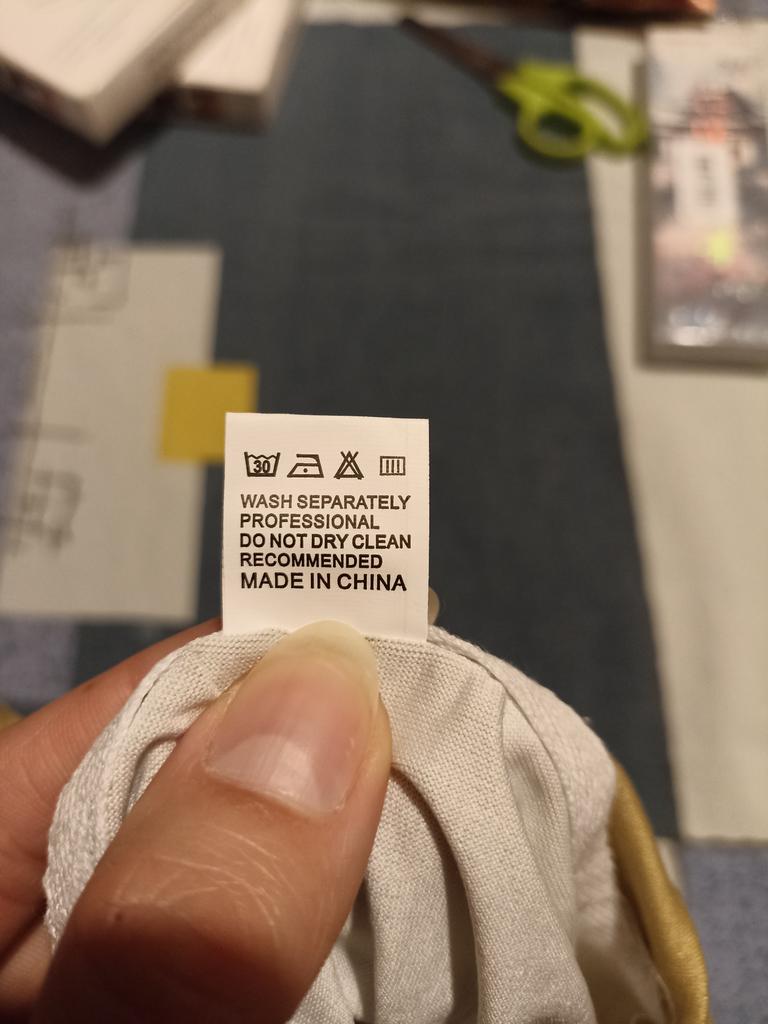 30
WASH SEPARATELY
PROFESSIONAL
DO NOT DRY CLEAN
RECOMMENDED
MADE IN CHINA